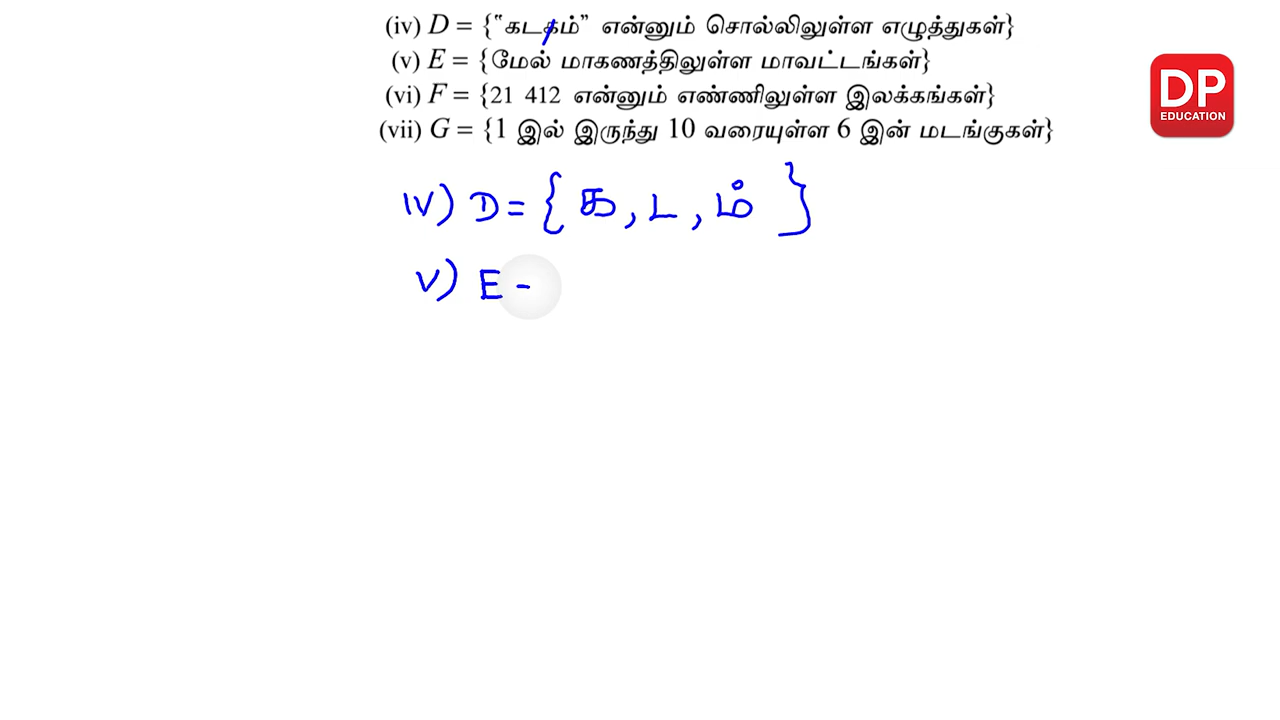 (iv) D = {“கடகம்” என்னும் சொல்லிலுள்ள எழுத்துகள்}
(v) E = {மேல் மாகணத்திலுள்ள மாவட்டங்கள்}
(vi) F = {21 412 என்னும் எண்ணிலுள்ள இலக்கங்கள்}
(vii) G = {1 இல் இருந்து 10 வரையுள்ள 6 இன் மடங்குகள்}
DP
EDUCATION
iv) D = { க , ட , ம் }
v) E -